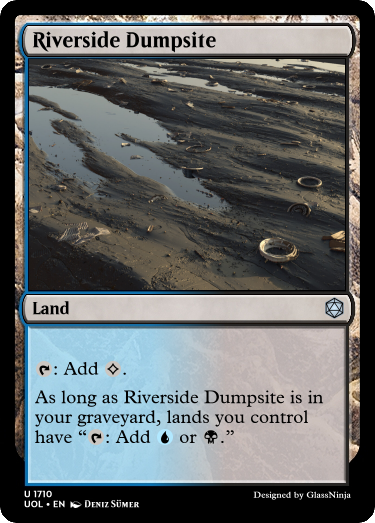 Riverside Dumpsite
Land
: Add .
As long as Riverside Dumpsite is in
your graveyard, lands you control
have “: Add  or .”
U 1710
UOL • EN DENIZ SÜMER
Designed by GlassNinja